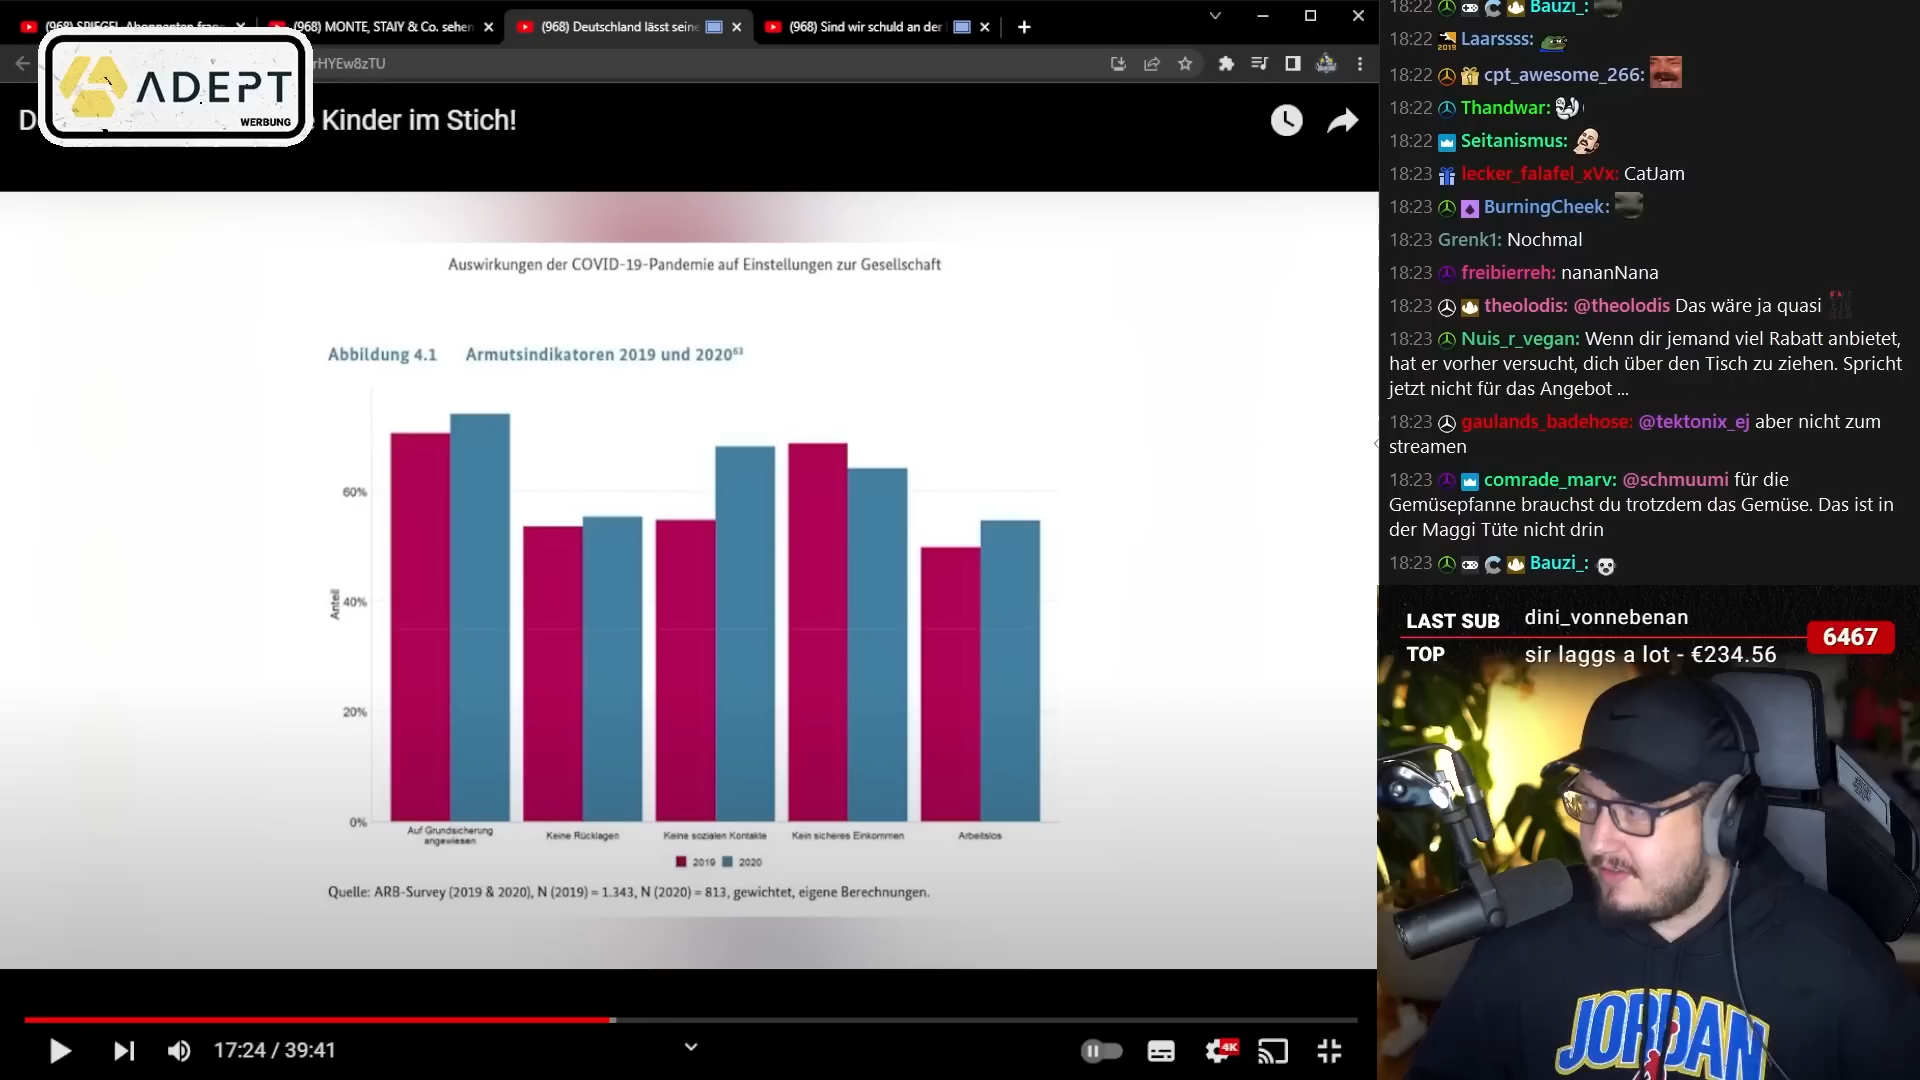 (968) MONTE, STAIY & Co. sehen
(968) Deutschland lässt seine
(968) Sind wir schuld an der
rHYEw8zTU
ADEPT
WERBUNG
Kinder im Stich!
Auswirkungen der COVID-19-Pandemie auf Einstellungen zur Gesellschaft
Abbildung 4.1 Armutsindikatoren 2019 und 2020⁶³
60%
40%
20%
0%
Anteil
Auf Grundsicherung
angewiesen
Keine Rücklagen
Keine sozialen Kontakte
Kein sicheres Einkommen
Arbeitslos
2019 2020
Quelle: ARB-Survey (2019 & 2020), N (2019) = 1.343, N (2020) = 813, gewichtet, eigene Berechnungen.
17:24 / 39:41
4K
18:22 Bauzi_:
18:22 Laarssss:
18:22 cpt_awesome_266:
18:22 Thandwar:
18:22 Seitanismus:
18:23 lecker_falafel_xVx: CatJam
18:23 BurningCheek:
18:23 Grenk1: Nochmal
18:23 freibierreh: nananNana
18:23 theolodis: @theolodis Das wäre ja quasi
18:23 Nuis_r_vegan: Wenn dir jemand viel Rabatt anbietet,
hat er vorher versucht, dich über den Tisch zu ziehen. Spricht
jetzt nicht für das Angebot ...
18:23 gaulands_badehose: @tektonix_ej aber nicht zum
streamen
18:23 comrade_marv: @schmuumi für die
Gemüsepfanne brauchst du trotzdem das Gemüse. Das ist in
der Maggi Tüte nicht drin
18:23 Bauzi_:
LAST SUB dini_vonnebenan
6467
TOP sir laggs a lot - €234.56
JORDAN